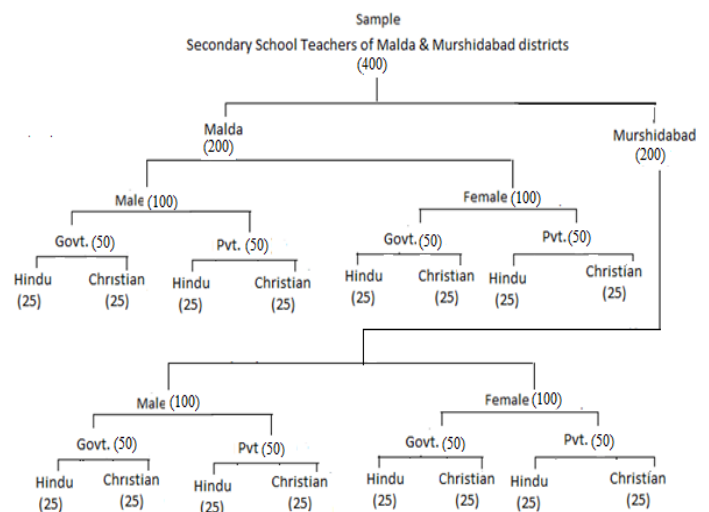 Sample
Secondary School Teachers of Malda & Murshidabad districts
(400)
Malda
(200)
Murshidabad
(200)
Male (100)
Female (100)
Govt. (50)
Pvt. (50)
Govt. (50)
Pvt. (50)
Hindu Christian Hindu Christian Hindu Christian Hindu Christian
(25) (25) (25) (25) (25) (25) (25) (25)
Male (100)
Female (100)
Govt. (50)
Pvt (50)
Govt. (50)
Pvt. (50)
Hindu Christian Hindu Christian Hindu Christian Hindu Christian
(25) (25) (25) (25) (25) (25) (25) (25)